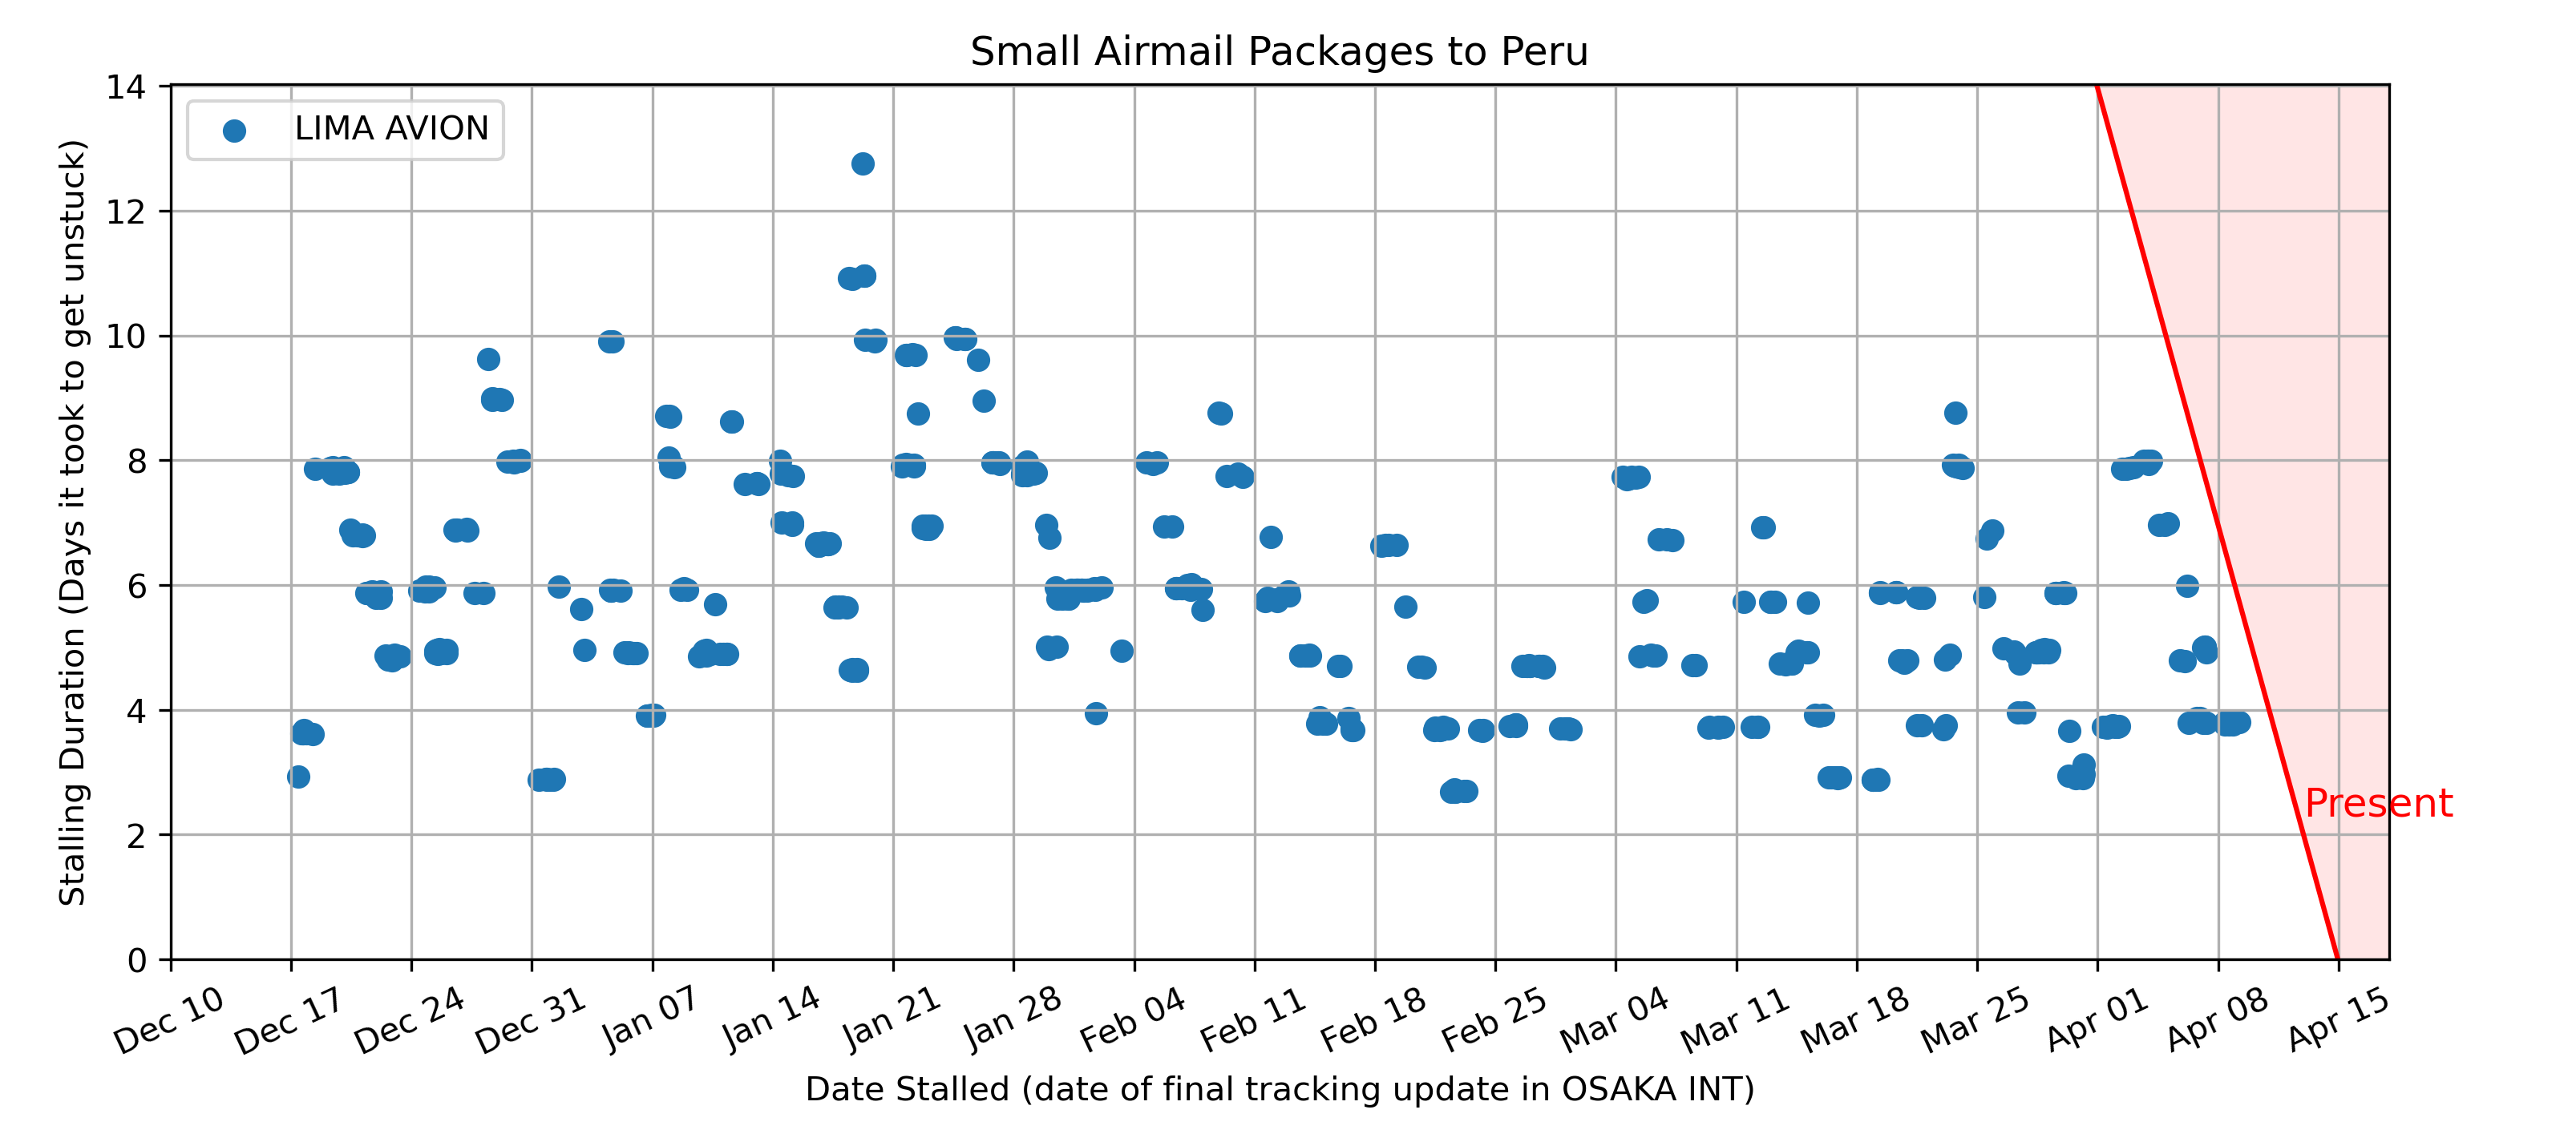 Small Airmail Packages to Peru
LIMA AVION
Stalling Duration (Days it took to get unstuck)
14
12
10
8
6
4
2
0
Present
Dec 10
Dec 17
Dec 24
Dec 31
Jan 07
Jan 14
Jan 21
Jan 28
Feb 04
Feb 11
Feb 18
Feb 25
Mar 04
Mar 11
Mar 18
Mar 25
Apr 01
Apr 08
Apr 15
Date Stalled (date of final tracking update in OSAKA INT)